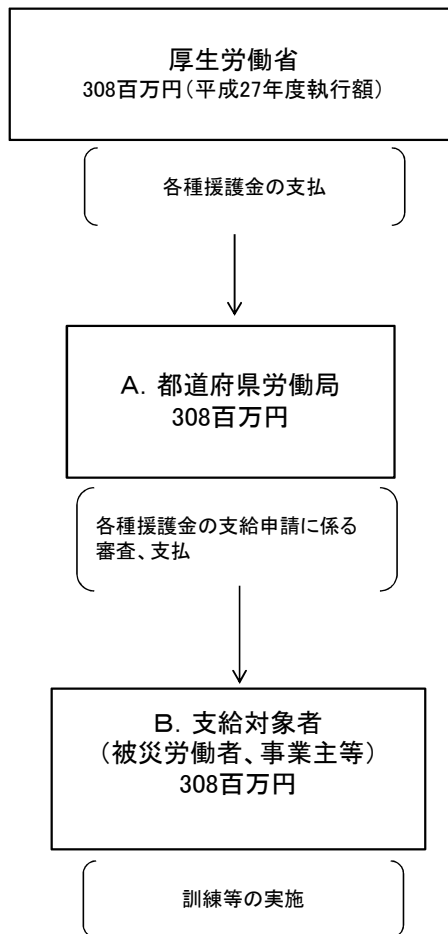 厚生労働省
308百万円(平成27年度執行額)
各種援護金の支払
A. 都道府県労働局
308百万円
各種援護金の支給申請に係る
審査、支払
B. 支給対象者
(被災労働者、事業主等)
308百万円
訓練等の実施